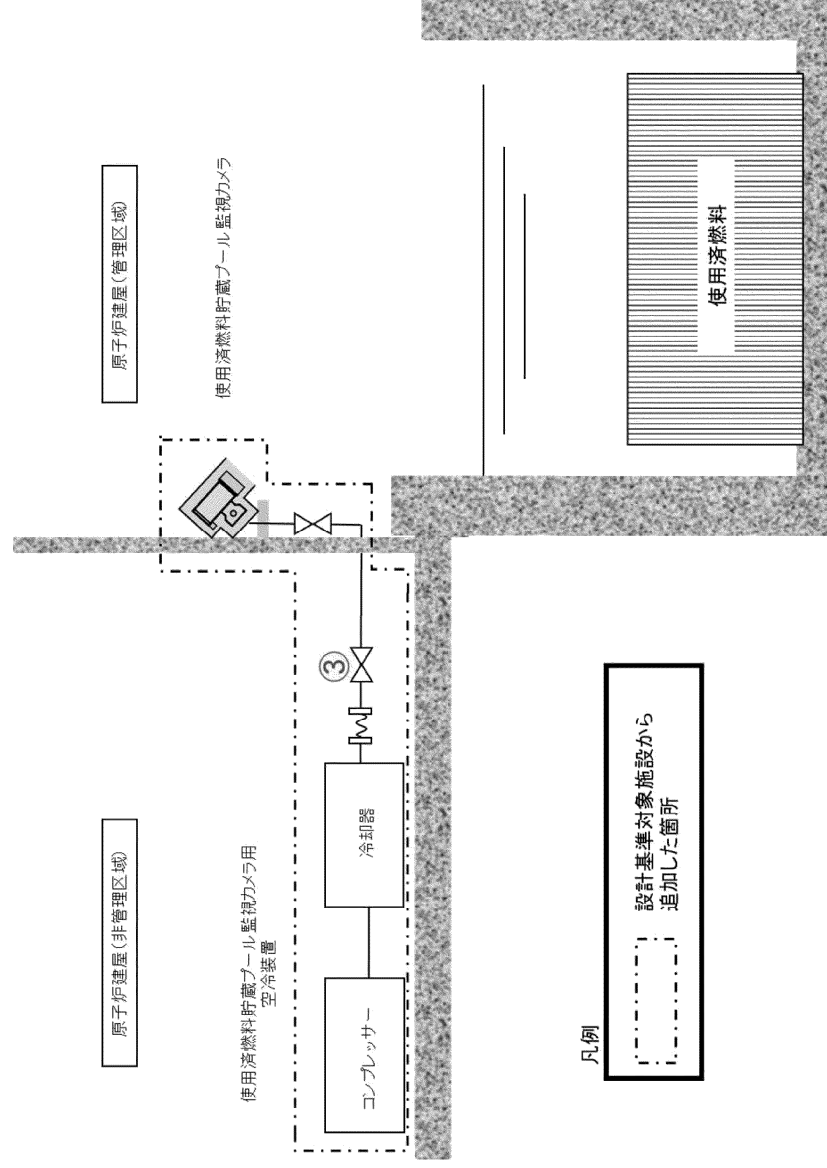 原子炉建屋(非管理区域)
原子炉建屋(管理区域)
使用済燃料貯蔵プール監視カメラ用
空冷装置
使用済燃料貯蔵プール監視カメラ
コンプレッサー
冷却器
③
使用済燃料
凡例
設計基準対象施設から
追加した箇所